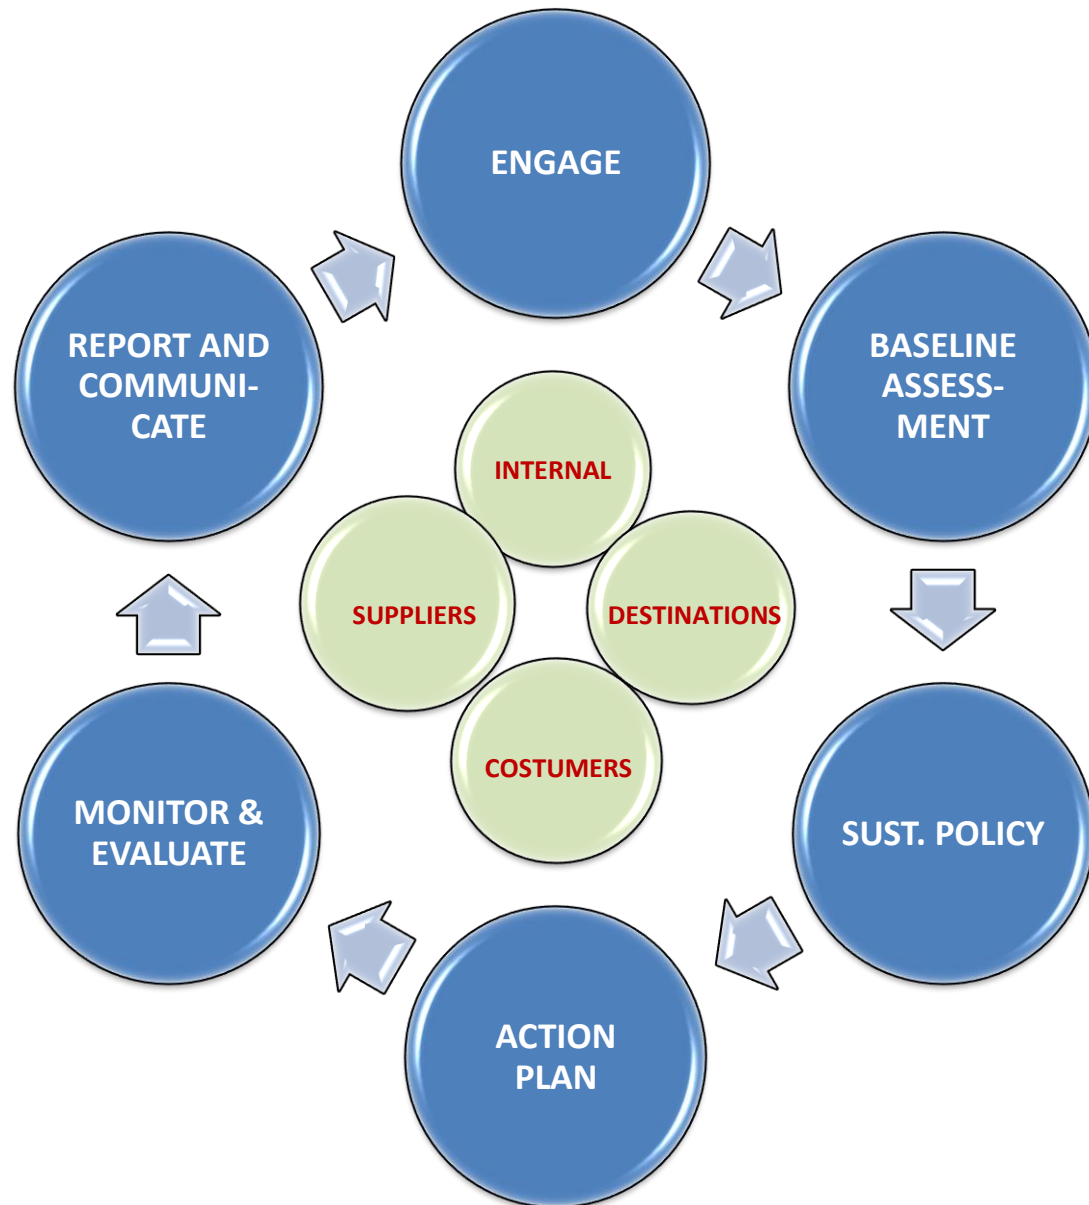 ENGAGE
REPORT AND
COMMUNI-
CATE
BASELINE
ASSESS-
MENT
INTERNAL
SUPPLIERS
DESTINATIONS
COSTUMERS
MONITOR &
EVALUATE
SUST. POLICY
ACTION
PLAN